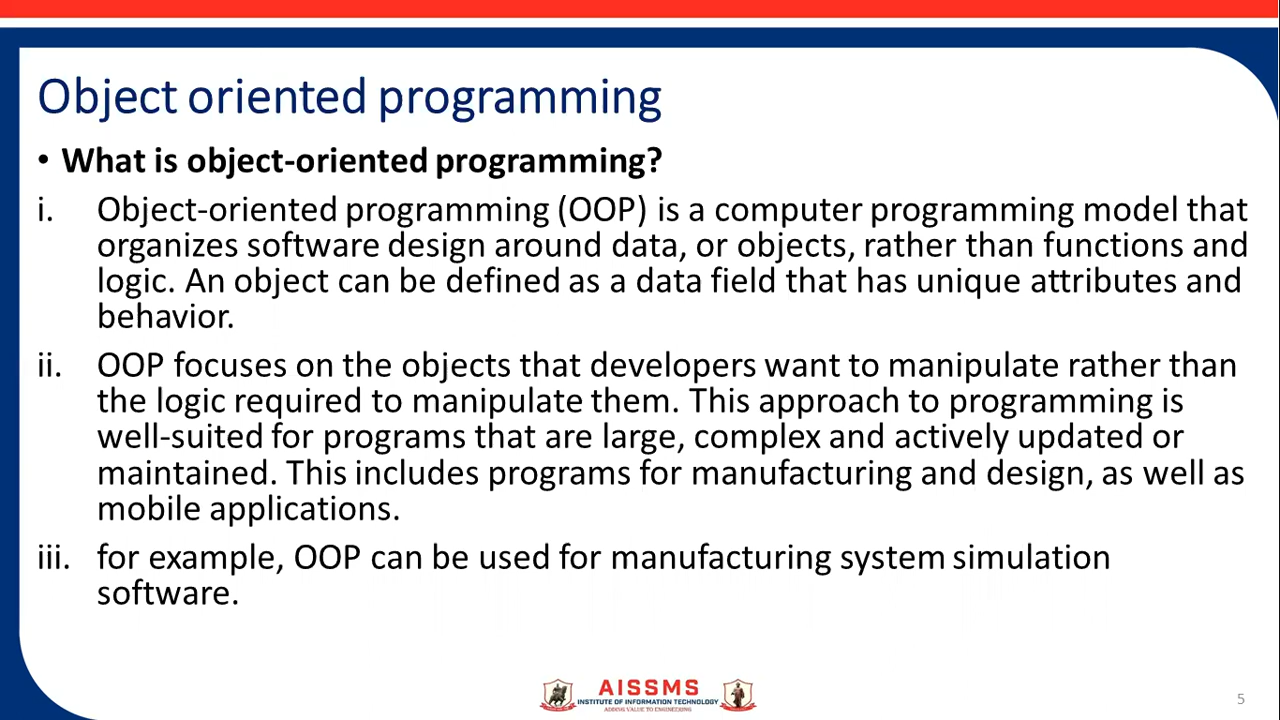 Object oriented programming
• What is object-oriented programming?
i. Object-oriented programming (OOP) is a computer programming model that
organizes software design around data, or objects, rather than functions and
logic. An object can be defined as a data field that has unique attributes and
behavior.
ii. OOP focuses on the objects that developers want to manipulate rather than
the logic required to manipulate them. This approach to programming is
well-suited for programs that are large, complex and actively updated or
maintained. This includes programs for manufacturing and design, as well as
mobile applications.
iii. for example, OOP can be used for manufacturing system simulation
software.
AISSMS
INSTITUTE OF INFORMATION TECHNOLOGY
ADDING VALUE TO ENGINEERING
5